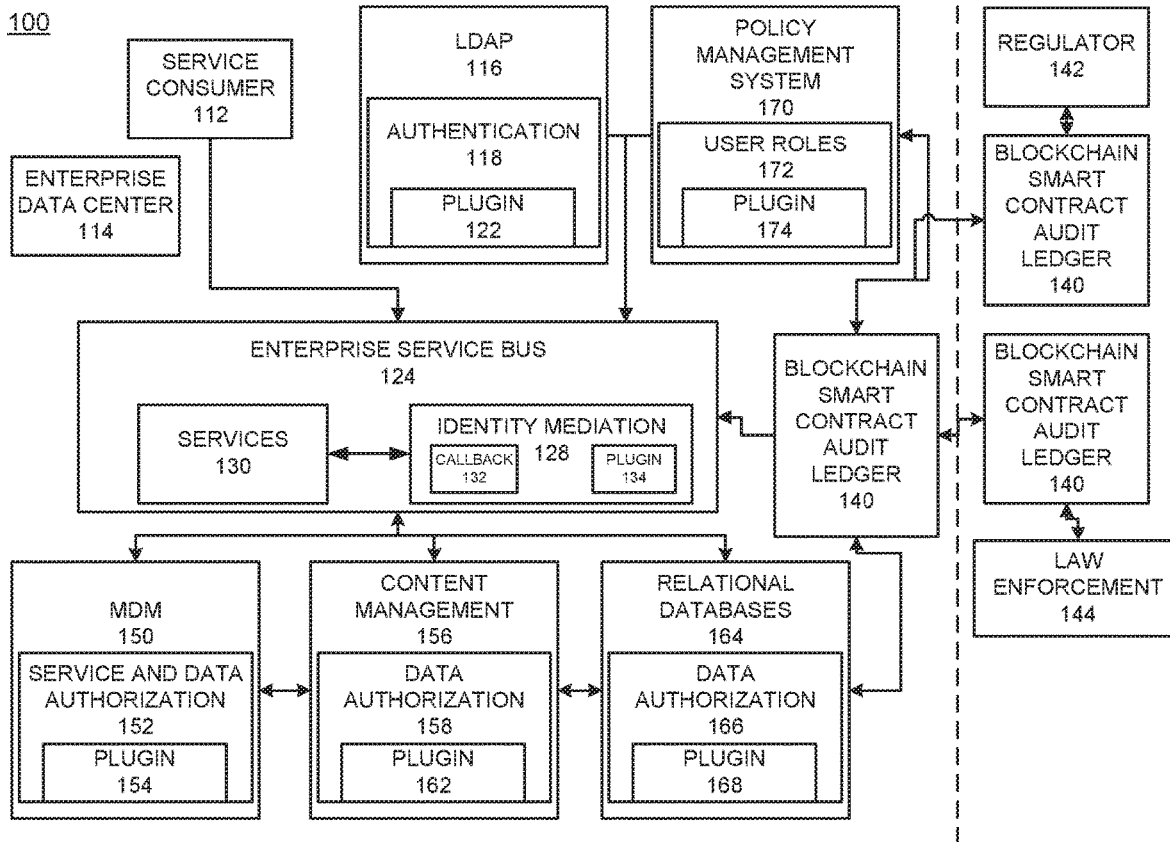 100
SERVICE
CONSUMER
112
ENTERPRISE
DATA CENTER
114
LDAP
116
AUTHENTICATION
118
PLUGIN
122
POLICY
MANAGEMENT
SYSTEM
170
USER ROLES
172
PLUGIN
174
REGULATOR
142
BLOCKCHAIN
SMART
CONTRACT
AUDIT
LEDGER
140
ENTERPRISE SERVICE BUS
124
SERVICES
130
IDENTITY MEDIATION
128
CALLBACK
132
PLUGIN
134
BLOCKCHAIN
SMART
CONTRACT
AUDIT
LEDGER
140
BLOCKCHAIN
SMART
CONTRACT
AUDIT
LEDGER
140
LAW
ENFORCEMENT
144
MDM
150
SERVICE AND DATA
AUTHORIZATION
152
PLUGIN
154
CONTENT
MANAGEMENT
156
DATA
AUTHORIZATION
158
PLUGIN
162
RELATIONAL
DATABASES
164
DATA
AUTHORIZATION
166
PLUGIN
168